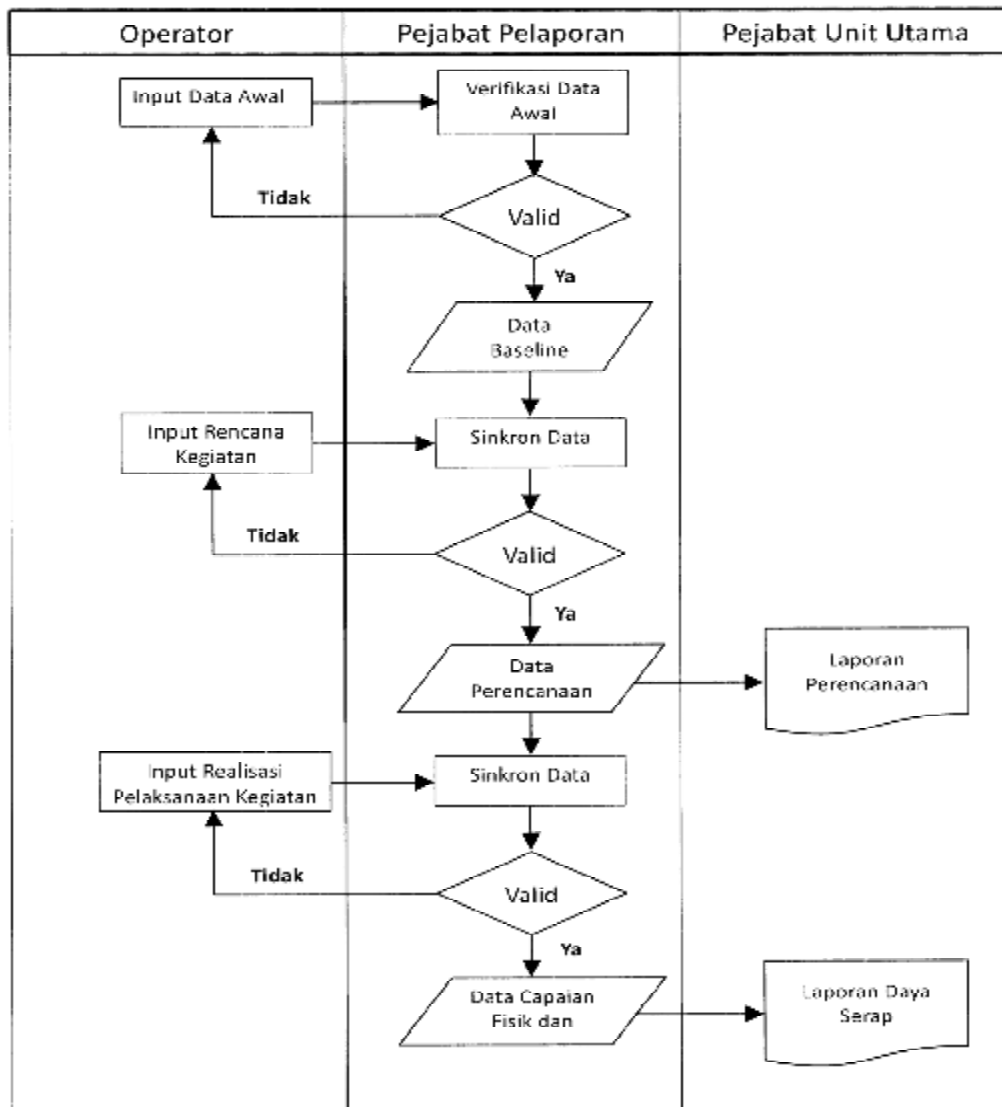 Operator
Pejabat Pelaporan
Pejabat Unit Utama
Input Data Awal
Verifikasi Data
Awal
Tidak
Valid
Ya
Data
Baseline
Input Rencana
Kegiatan
Sinkron Data
Tidak
Valid
Ya
Data
Perencanaan
Laporan
Perencanaan
Input Realisasi
Pelaksanaan Kegiatan
Sinkron Data
Tidak
Valid
Ya
Data Capaian
Fisik dan
Laporan Daya
Serap